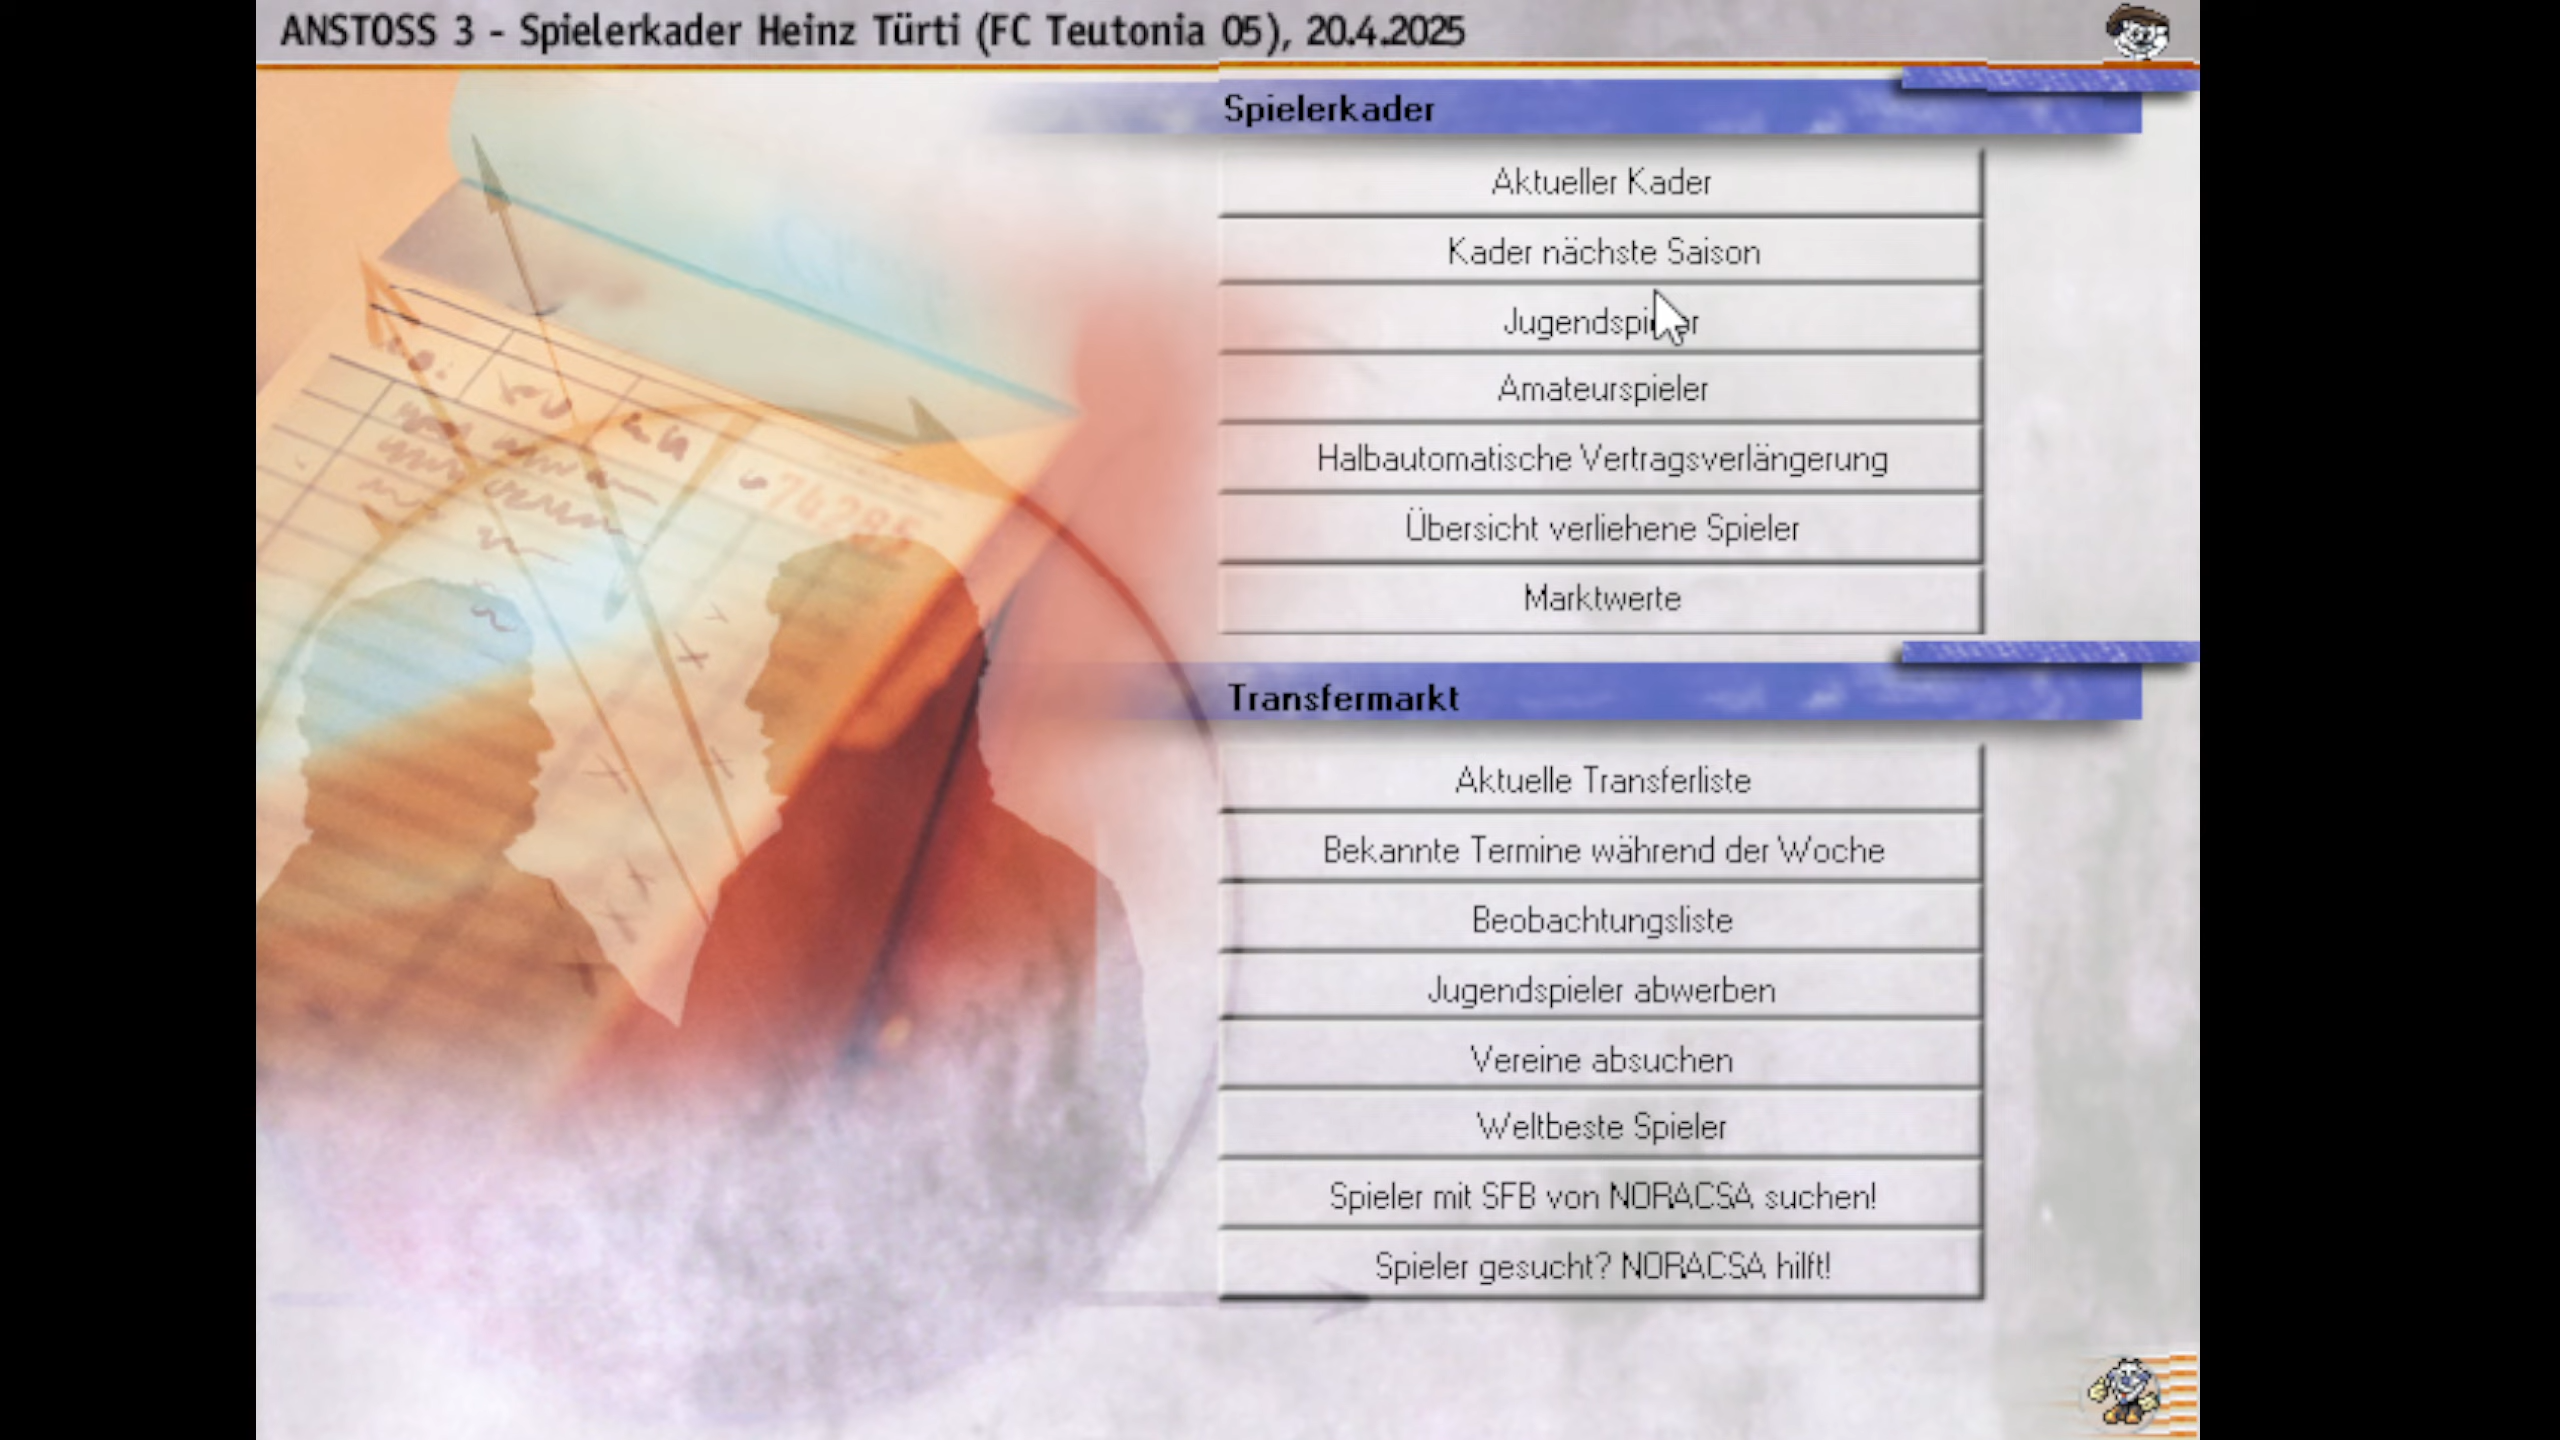 ANSTOSS 3 - Spielerkader Heinz Türti (FC Teutonia 05), 20.4.2025
Spielerkader
Aktueller Kader
Kader nächste Saison
Jugendspieler
Amateurspieler
Halbautomatische Vertragsverlängerung
Übersicht verliehene Spieler
Marktwerte
Transfermarkt
Aktuelle Transferliste
Bekannte Termine während der Woche
Beobachtungsliste
Jugendspieler abwerben
Vereine absuchen
Weltbeste Spieler
Spieler mit SFB von NORACSA suchen!
Spieler gesucht? NORACSA hilft!